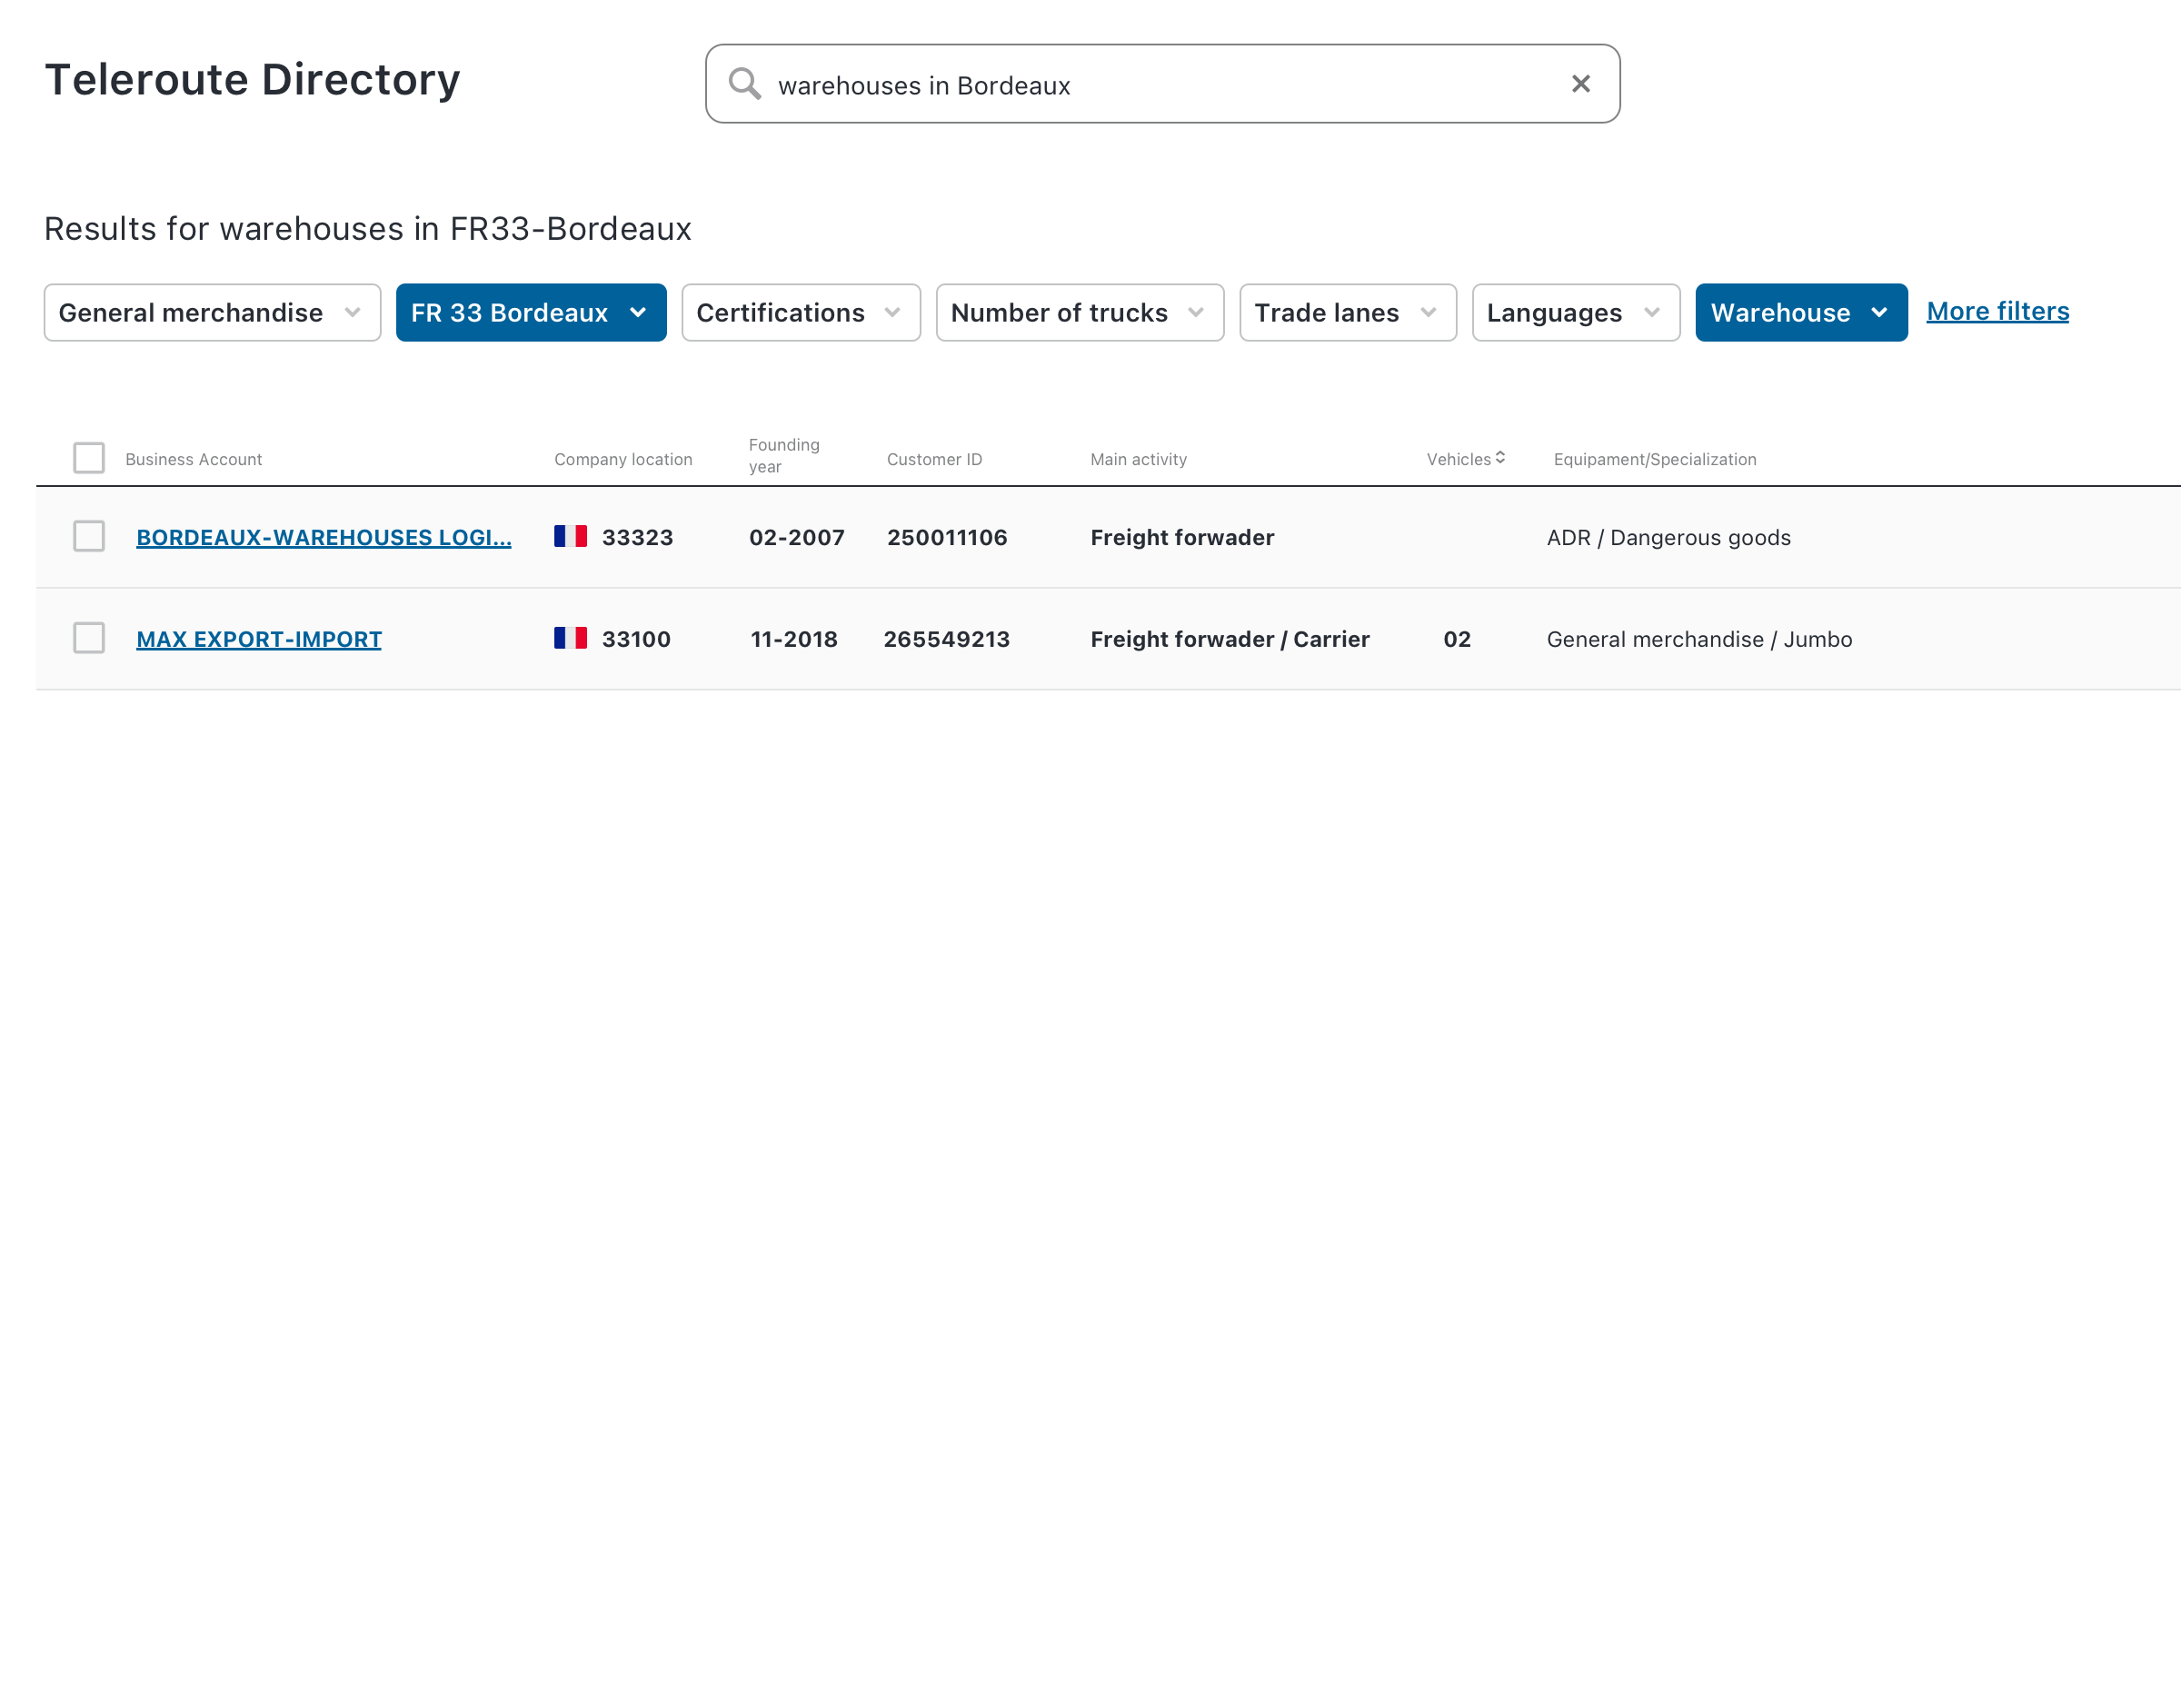 Teleroute Directory
warehouses in Bordeaux
Results for warehouses in FR33-Bordeaux
General merchandise FR 33 Bordeaux Certifications Number of trucks Trade lanes Languages Warehouse More filters
Business Account Company location Founding year Customer ID Main activity Vehicles Equipament/Specialization
BORDEAUX-WAREHOUSES LOGI... 33323 02-2007 250011106 Freight forwader ADR / Dangerous goods
MAX EXPORT-IMPORT 33100 11-2018 265549213 Freight forwader / Carrier 02 General merchandise / Jumbo